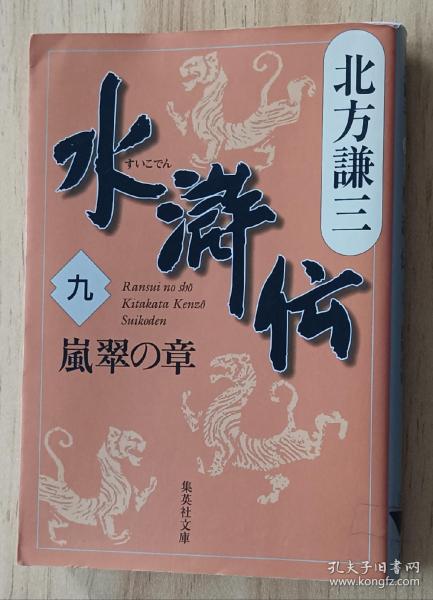 北方謙三
水滸伝
すいこでん
九
Ransui no shō
Kitakata Kenzō
Suikoden
嵐翠の章
集英社文庫
孔夫子旧书网
www.kongfz.com